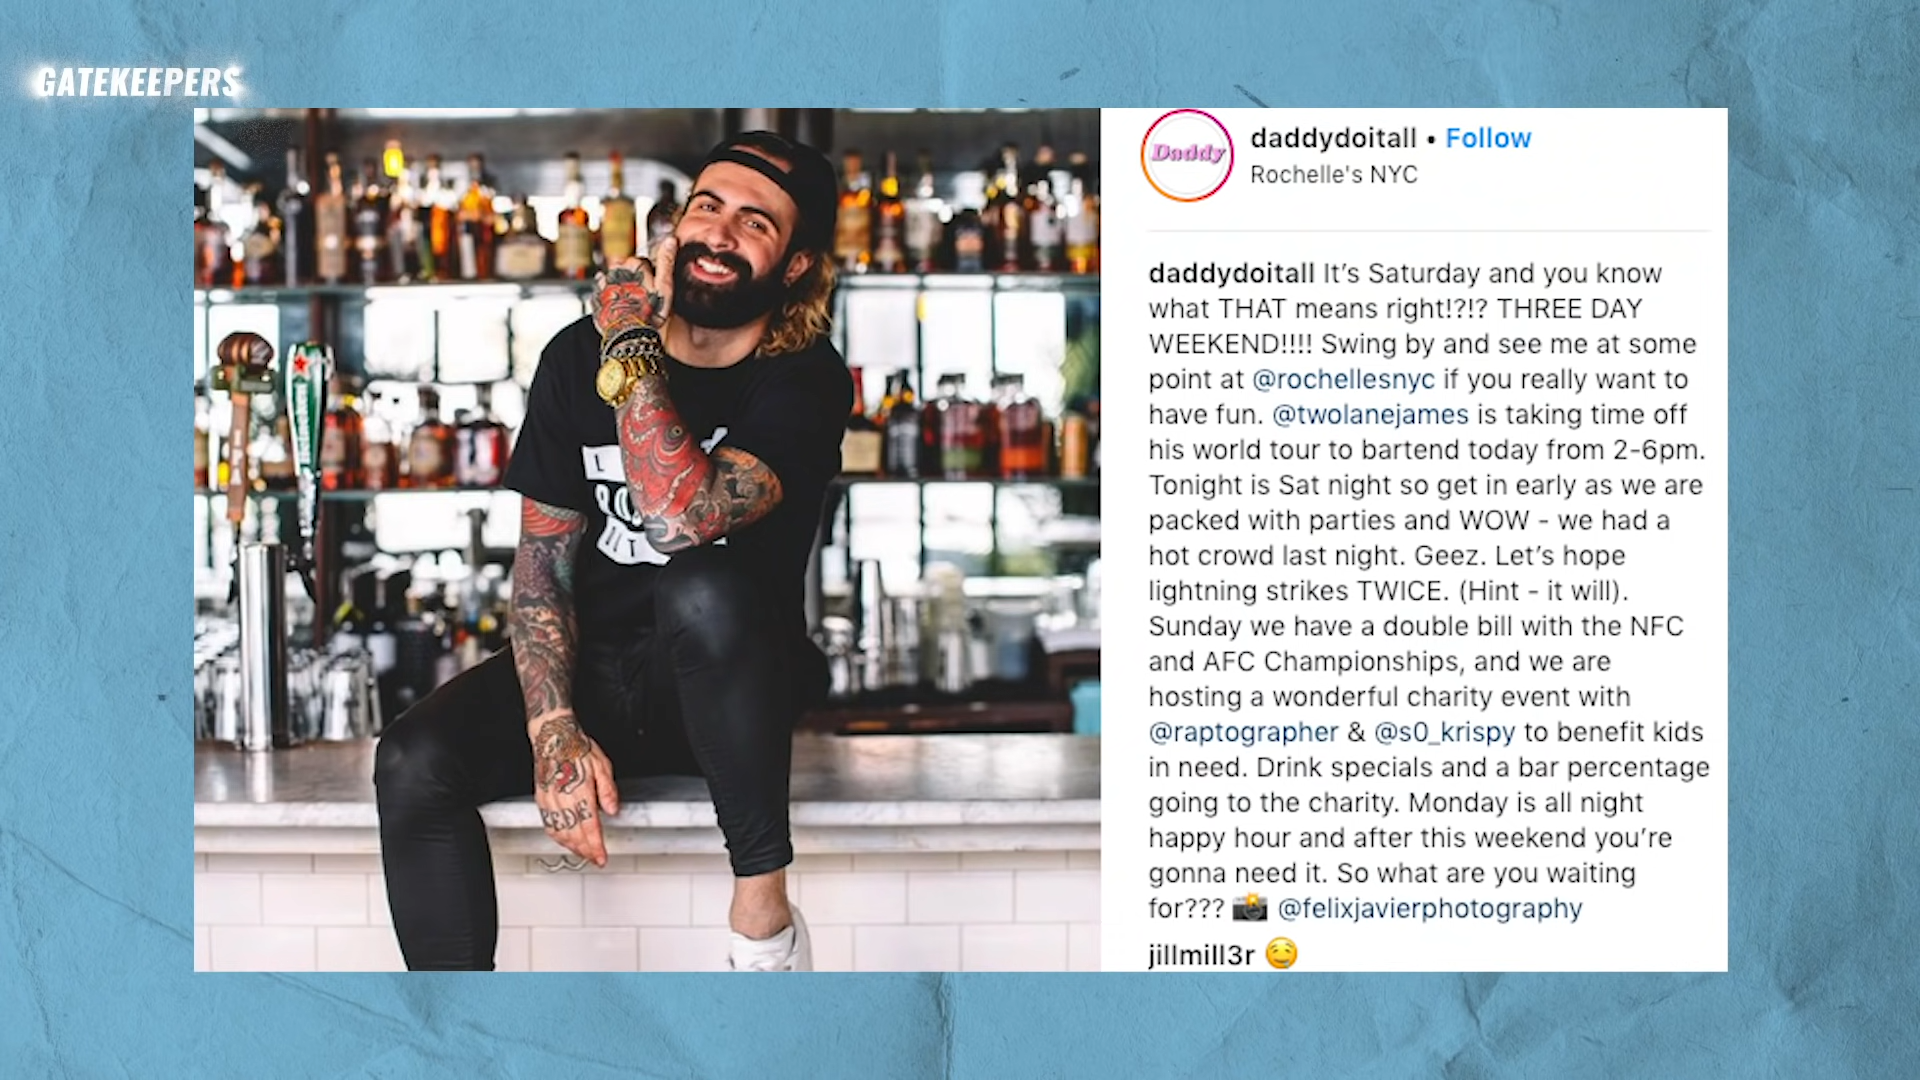 GATEKEEPERS
Daddy
daddydoitall • Follow
Rochelle's NYC
daddydoitall It’s Saturday and you know
what THAT means right!?!? THREE DAY
WEEKEND!!!! Swing by and see me at some
point at @rochellesnyc if you really want to
have fun. @twolanejames is taking time off
his world tour to bartend today from 2-6pm.
Tonight is Sat night so get in early as we are
packed with parties and WOW - we had a
hot crowd last night. Geez. Let’s hope
lightning strikes TWICE. (Hint - it will).
Sunday we have a double bill with the NFC
and AFC Championships, and we are
hosting a wonderful charity event with
@raptographer & @s0_krispy to benefit kids
in need. Drink specials and a bar percentage
going to the charity. Monday is all night
happy hour and after this weekend you’re
gonna need it. So what are you waiting
for??? 📸 @felixjavierphotography
jillmill3r 🤤
Heineken